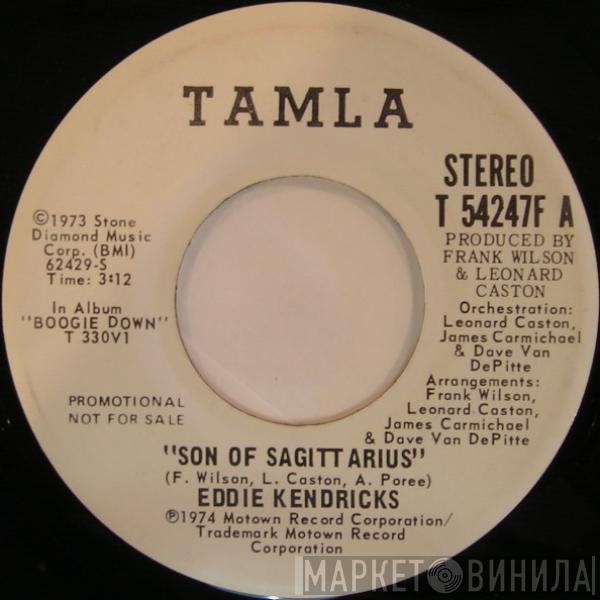 TAMLA
©1973 Stone
Diamond Music
Corp. (BMI)
62429-S
Time: 3:12
In Album
"BOOGIE DOWN"
T 330V1
PROMOTIONAL
NOT FOR SALE
STEREO
T 54247F A
PRODUCED BY
FRANK WILSON
& LEONARD
CASTON
Orchestration:
Leonard Caston,
James Carmichael
& Dave Van
DePitte
Arrangements:
Frank Wilson,
Leonard Caston,
James Carmichael
& Dave Van DePitte
"SON OF SAGITTARIUS"
(F. Wilson, L. Caston, A. Poree)
EDDIE KENDRICKS
℗1974 Motown Record Corporation/
Trademark Motown Record
Corporation
МАРКЕТ ВИНИЛА